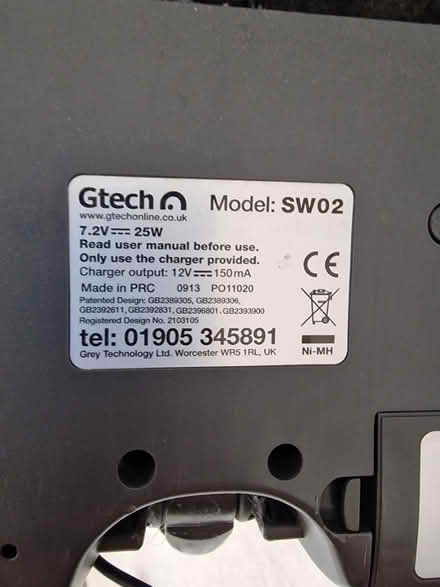 Gtech Model: SW02
www.gtechonline.co.uk
7.2V 25W
Read user manual before use.
Only use the charger provided.
Charger output: 12V 150mA
Made in PRC 0913 PO11020
Patented Design: GB2389305, GB2389306,
GB2392611, GB2392831, GB2396801, GB2393900
Registered Design No. 2103105
tel: 01905 345891
Grey Technology Ltd. Worcester WR5 1RL, UK
CE
Ni-MH